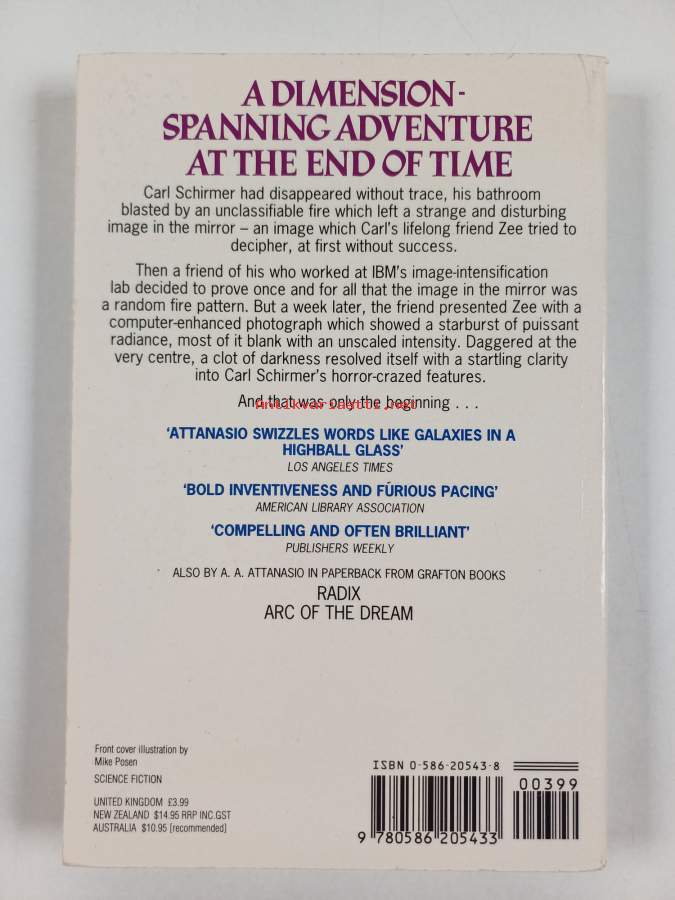 A DIMENSION-
SPANNING ADVENTURE
AT THE END OF TIME
Carl Schirmer had disappeared without trace, his bathroom
blasted by an unclassifiable fire which left a strange and disturbing
image in the mirror – an image which Carl's lifelong friend Zee tried to
decipher, at first without success.
Then a friend of his who worked at IBM's image-intensification
lab decided to prove once and for all that the image in the mirror was
a random fire pattern. But a week later, the friend presented Zee with a
computer-enhanced photograph which showed a starburst of puissant
radiance, most of it blank with an unscaled intensity. Daggered at the
very centre, a clot of darkness resolved itself with a startling clarity
into Carl Schirmer's horror-crazed features.
And that was only the beginning . . .
antikvariaatti.net
'ATTANASIO SWIZZLES WORDS LIKE GALAXIES IN A
HIGHBALL GLASS'
LOS ANGELES TIMES
'BOLD INVENTIVENESS AND FURIOUS PACING'
AMERICAN LIBRARY ASSOCIATION
'COMPELLING AND OFTEN BRILLIANT'
PUBLISHERS WEEKLY
ALSO BY A. A. ATTANASIO IN PAPERBACK FROM GRAFTON BOOKS
RADIX
ARC OF THE DREAM
Front cover illustration by
Mike Posen
SCIENCE FICTION
UNITED KINGDOM £3.99
NEW ZEALAND $14.95 RRP INC.GST
AUSTRALIA $10.95 [recommended]
ISBN 0-586-20543-8
00399
9 780586 205433